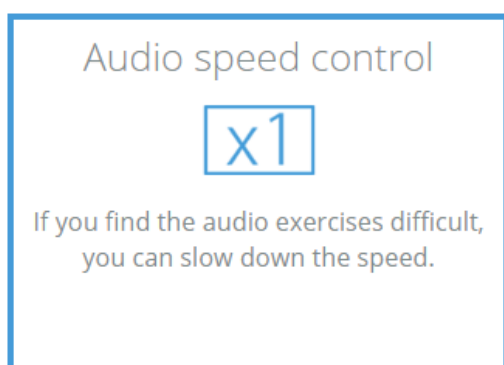 Audio speed control
x1
If you find the audio exercises difficult,
you can slow down the speed.